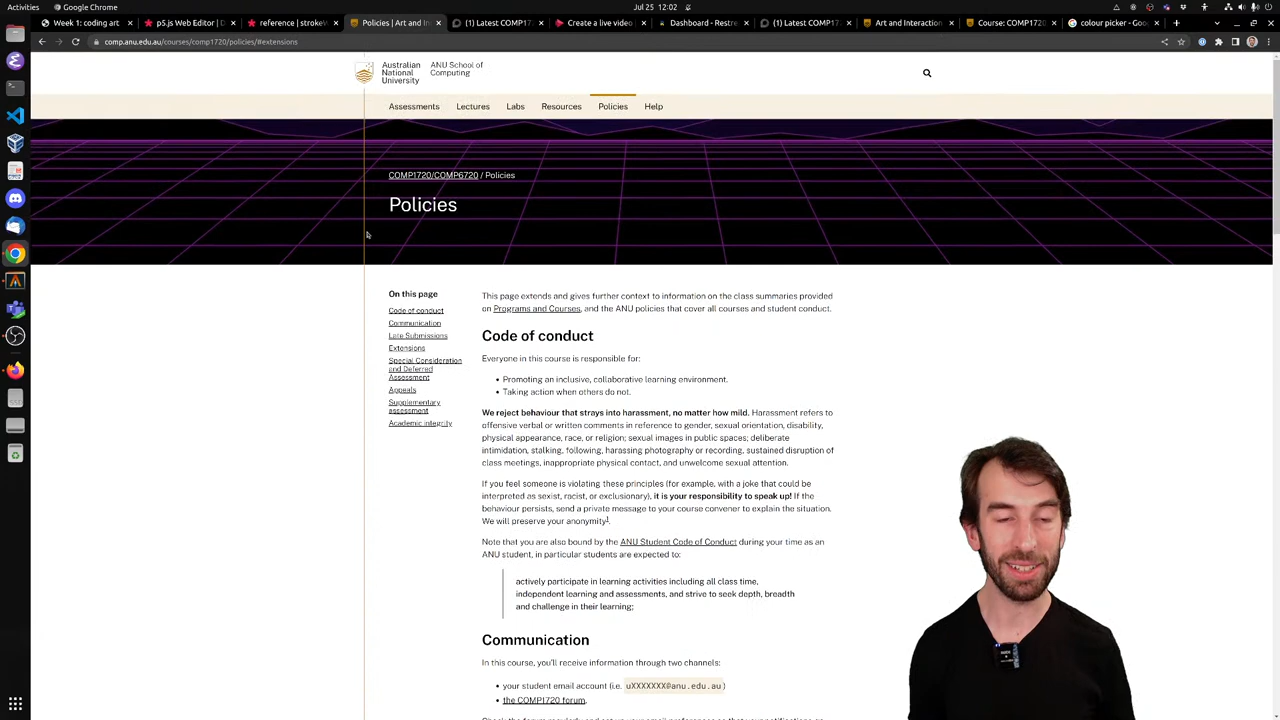 Activities
Google Chrome
Jul 25 12:02
Week 1: coding art
p5.js Web Editor | D
reference | strokeW
Policies | Art and In
(1) Latest COMP17
Create a live video
Dashboard - Restre
(1) Latest COMP17
Art and Interaction
Course: COMP1720
colour picker - Goo
comp.anu.edu.au/courses/comp1720/policies/#extensions
Australian
National
University
ANU School of
Computing
Assessments Lectures Labs Resources Policies Help
COMP1720/COMP6720 / Policies
Policies
On this page
Code of conduct
Communication
Late Submissions
Extensions
Special Consideration
and Deferred
Assessment
Appeals
Supplementary
assessment
Academic integrity
This page extends and gives further context to information on the class summaries provided
on Programs and Courses, and the ANU policies that cover all courses and student conduct.
Code of conduct
Everyone in this course is responsible for:
• Promoting an inclusive, collaborative learning environment.
• Taking action when others do not.
We reject behaviour that strays into harassment, no matter how mild. Harassment refers to
offensive verbal or written comments in reference to gender, sexual orientation, disability,
physical appearance, race, or religion; sexual images in public spaces; deliberate
intimidation, stalking, following, harassing photography or recording, sustained disruption of
class meetings, inappropriate physical contact, and unwelcome sexual attention.
If you feel someone is violating these principles (for example, with a joke that could be
interpreted as sexist, racist, or exclusionary), it is your responsibility to speak up! If the
behaviour persists, send a private message to your course convener to explain the situation.
We will preserve your anonymity1.
Note that you are also bound by the ANU Student Code of Conduct during your time as an
ANU student, in particular students are expected to:
actively participate in learning activities including all class time,
independent learning and assessments, and strive to seek depth, breadth
and challenge in their learning;
Communication
In this course, you'll receive information through two channels:
• your student email account (i.e. uXXXXXXX@anu.edu.au)
• the COMP1720 forum.